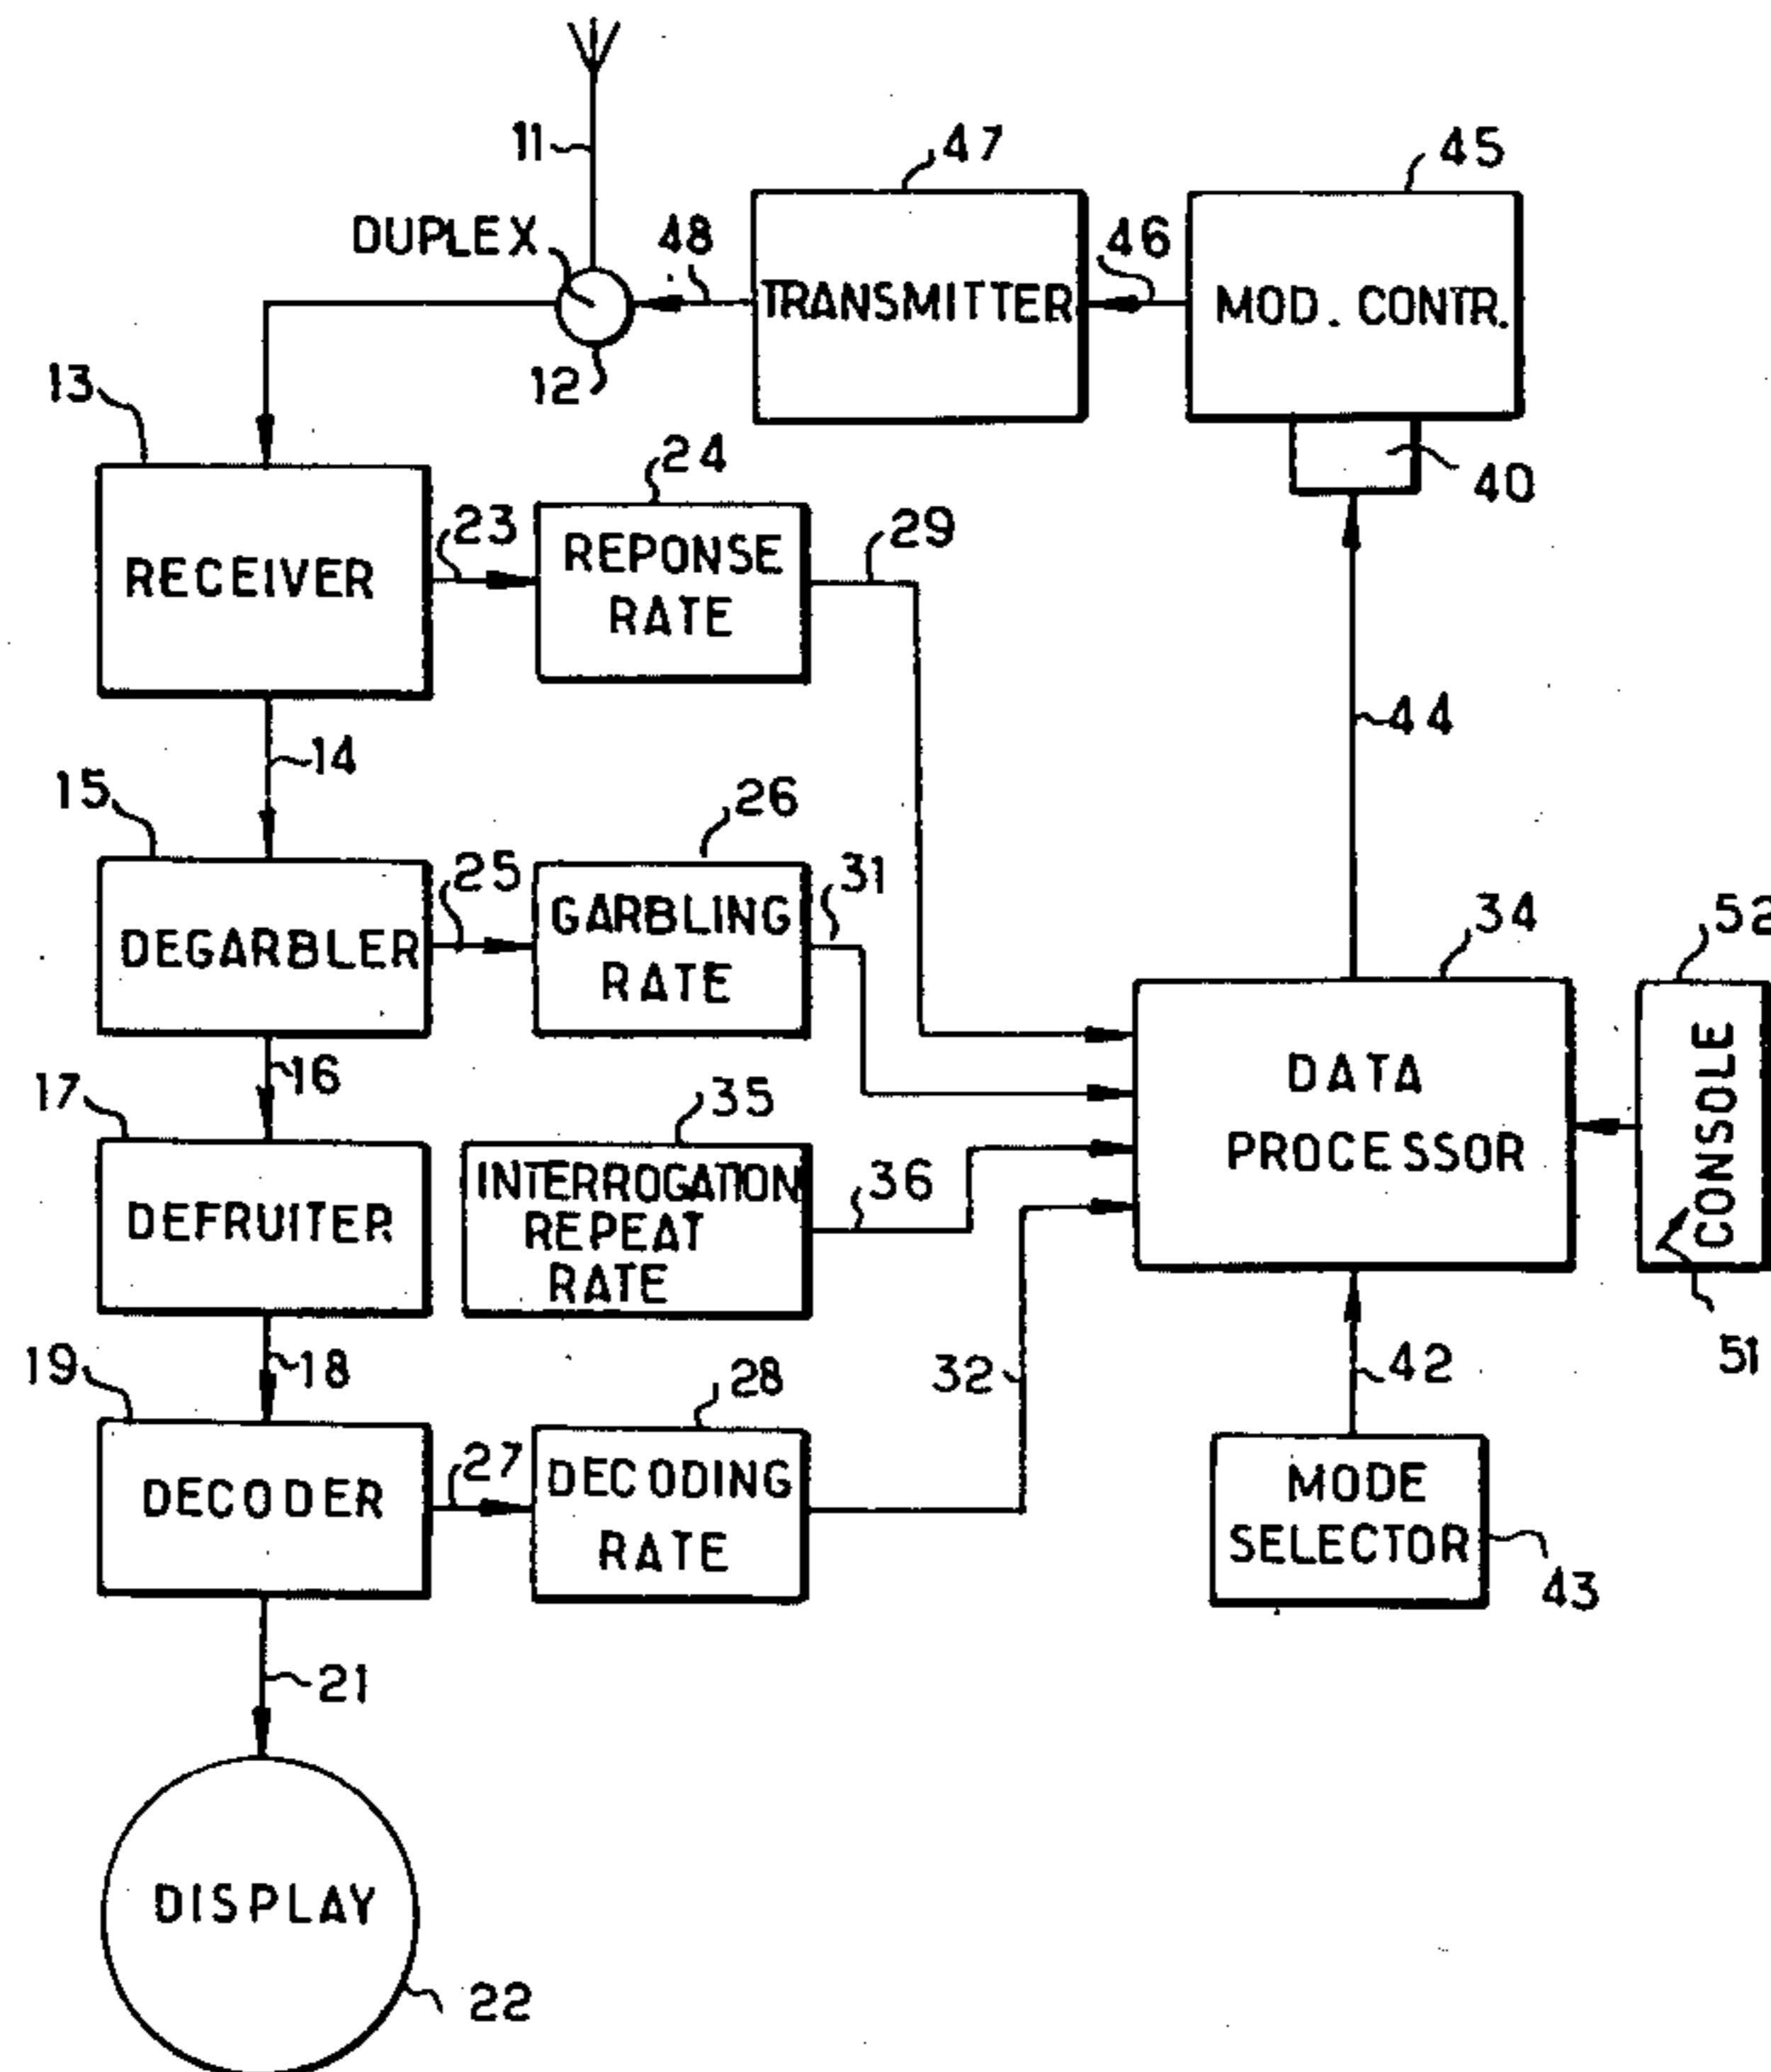 11
47
45
DUPLEX
48
46
TRANSMITTER
MOD. CONTR.
13
12
24
40
23
29
RECEIVER
REPONSE
RATE
14
44
15
26
25
31
GARBLING
RATE
DEGARBLER
34
52
16
17
35
DATA
PROCESSOR
CONSOLE
INTERROGATION
REPEAT
RATE
36
DEFRUITER
19
18
28
32
42
51
27
DECODER
DECODING
RATE
MODE
SELECTOR
43
21
DISPLAY
22